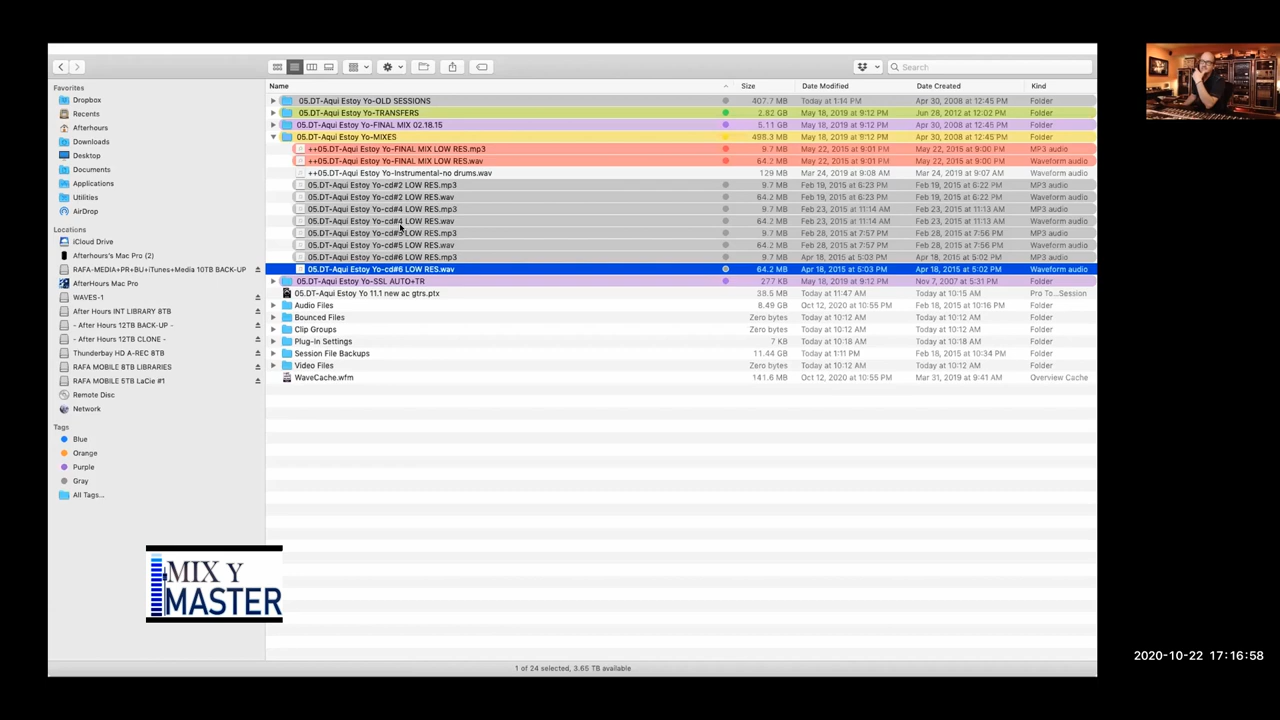 Search
Name Size Date Modified Date Created Kind
Favorites
Dropbox
Recents
Afterhours
Downloads
Desktop
Documents
Applications
Utilities
AirDrop
Locations
iCloud Drive
Afterhours's Mac Pro (2)
RAFA-MEDIA+PR+BU+iTunes+Media 10TB BACK-UP
AfterHours Mac Pro
WAVES-1
After Hours INT LIBRARY 8TB
- After Hours 12TB BACK-UP -
- After Hours 12TB CLONE -
Thunderbay HD A-REC 8TB
RAFA MOBILE 8TB LIBRARIES
RAFA MOBILE 5TB LaCie #1
Remote Disc
Network
Tags
Blue
Orange
Purple
Gray
All Tags...
05.DT-Aqui Estoy Yo-OLD SESSIONS 407.7 MB Today at 1:14 PM Apr 30, 2008 at 12:45 PM Folder
05.DT-Aqui Estoy Yo-TRANSFERS 2.82 GB May 18, 2019 at 9:12 PM Jun 28, 2012 at 12:02 PM Folder
05.DT-Aqui Estoy Yo-FINAL MIX 02.18.15 5.11 GB May 18, 2019 at 9:12 PM Apr 30, 2008 at 12:45 PM Folder
05.DT-Aqui Estoy Yo-MIXES 498.3 MB May 18, 2019 at 9:12 PM Apr 30, 2008 at 12:45 PM Folder
++05.DT-Aqui Estoy Yo-FINAL MIX LOW RES.mp3 9.7 MB May 22, 2015 at 9:01 PM May 22, 2015 at 9:00 PM MP3 audio
++05.DT-Aqui Estoy Yo-FINAL MIX LOW RES.wav 64.2 MB May 22, 2015 at 9:01 PM May 22, 2015 at 9:00 PM Waveform audio
++05.DT-Aqui Estoy Yo-Instrumental-no drums.wav 129 MB Mar 24, 2019 at 9:08 AM Mar 24, 2019 at 9:07 AM Waveform audio
05.DT-Aqui Estoy Yo-cd#2 LOW RES.mp3 9.7 MB Feb 19, 2015 at 6:23 PM Feb 19, 2015 at 6:23 PM MP3 audio
05.DT-Aqui Estoy Yo-cd#2 LOW RES.wav 64.2 MB Feb 19, 2015 at 6:23 PM Feb 19, 2015 at 6:22 PM Waveform audio
05.DT-Aqui Estoy Yo-cd#4 LOW RES.mp3 9.7 MB Feb 23, 2015 at 11:14 AM Feb 23, 2015 at 11:13 AM MP3 audio
05.DT-Aqui Estoy Yo-cd#4 LOW RES.wav 64.2 MB Feb 23, 2015 at 11:14 AM Feb 23, 2015 at 11:13 AM Waveform audio
05.DT-Aqui Estoy Yo-cd#5 LOW RES.mp3 9.7 MB Feb 28, 2015 at 7:57 PM Feb 28, 2015 at 7:56 PM MP3 audio
05.DT-Aqui Estoy Yo-cd#5 LOW RES.wav 64.2 MB Feb 28, 2015 at 7:57 PM Feb 28, 2015 at 7:56 PM Waveform audio
05.DT-Aqui Estoy Yo-cd#6 LOW RES.mp3 9.7 MB Apr 18, 2015 at 5:03 PM Apr 18, 2015 at 5:02 PM MP3 audio
05.DT-Aqui Estoy Yo-cd#6 LOW RES.wav 64.2 MB Apr 18, 2015 at 5:03 PM Apr 18, 2015 at 5:02 PM Waveform audio
05.DT-Aqui Estoy Yo-SSL AUTO+TR 277 KB May 18, 2019 at 9:12 PM Nov 7, 2007 at 5:31 PM Folder
05.DT-Aqui Estoy Yo 11.1 new ac gtrs.ptx 38.5 MB Today at 11:47 AM Today at 10:15 AM Pro To...Session
Audio Files 8.49 GB Oct 12, 2020 at 10:55 PM Feb 18, 2015 at 10:16 PM Folder
Bounced Files Zero bytes Today at 10:12 AM Today at 10:12 AM Folder
Clip Groups Zero bytes Today at 10:12 AM Today at 10:12 AM Folder
Plug-In Settings 7 KB Today at 10:18 AM Today at 10:18 AM Folder
Session File Backups 11.44 GB Today at 1:11 PM Feb 18, 2015 at 10:34 PM Folder
Video Files Zero bytes Today at 10:12 AM Today at 10:12 AM Folder
WaveCache.wfm 141.6 MB Oct 12, 2020 at 10:55 PM Mar 31, 2019 at 9:41 AM Overview Cache
MIX Y
MASTER
1 of 24 selected, 3.65 TB available
2020-10-22 17:16:58